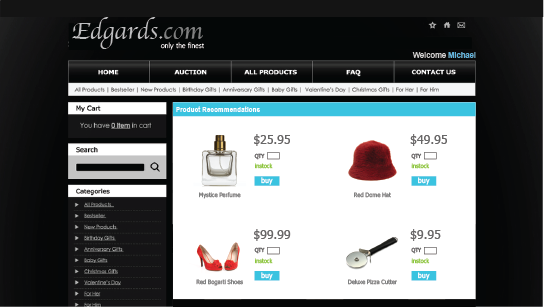 Edgards.com
only the finest
Welcome Michael
HOME AUCTION ALL PRODUCTS FAQ CONTACT US
All Products | Bestseller | New Products | Birthday Gifts | Anniversary Gifts | Baby Gifts | Valentine's Day | Christmas Gifts | For Her | For Him
My Cart
You have 0 item in cart
Search
Categories
All Products
Bestseller
New Products
Birthday Gifts
Anniversary Gifts
Baby Gifts
Christmas Gifts
Valentine's Day
For Her
For Him
Product Recommendations
$25.95
QTY
instock
buy
Mystice Perfume
$49.95
QTY
instock
buy
Red Dome Hat
$99.99
QTY
instock
buy
Red Bogarti Shoes
$9.95
QTY
instock
buy
Deluxe Pizza Cutter